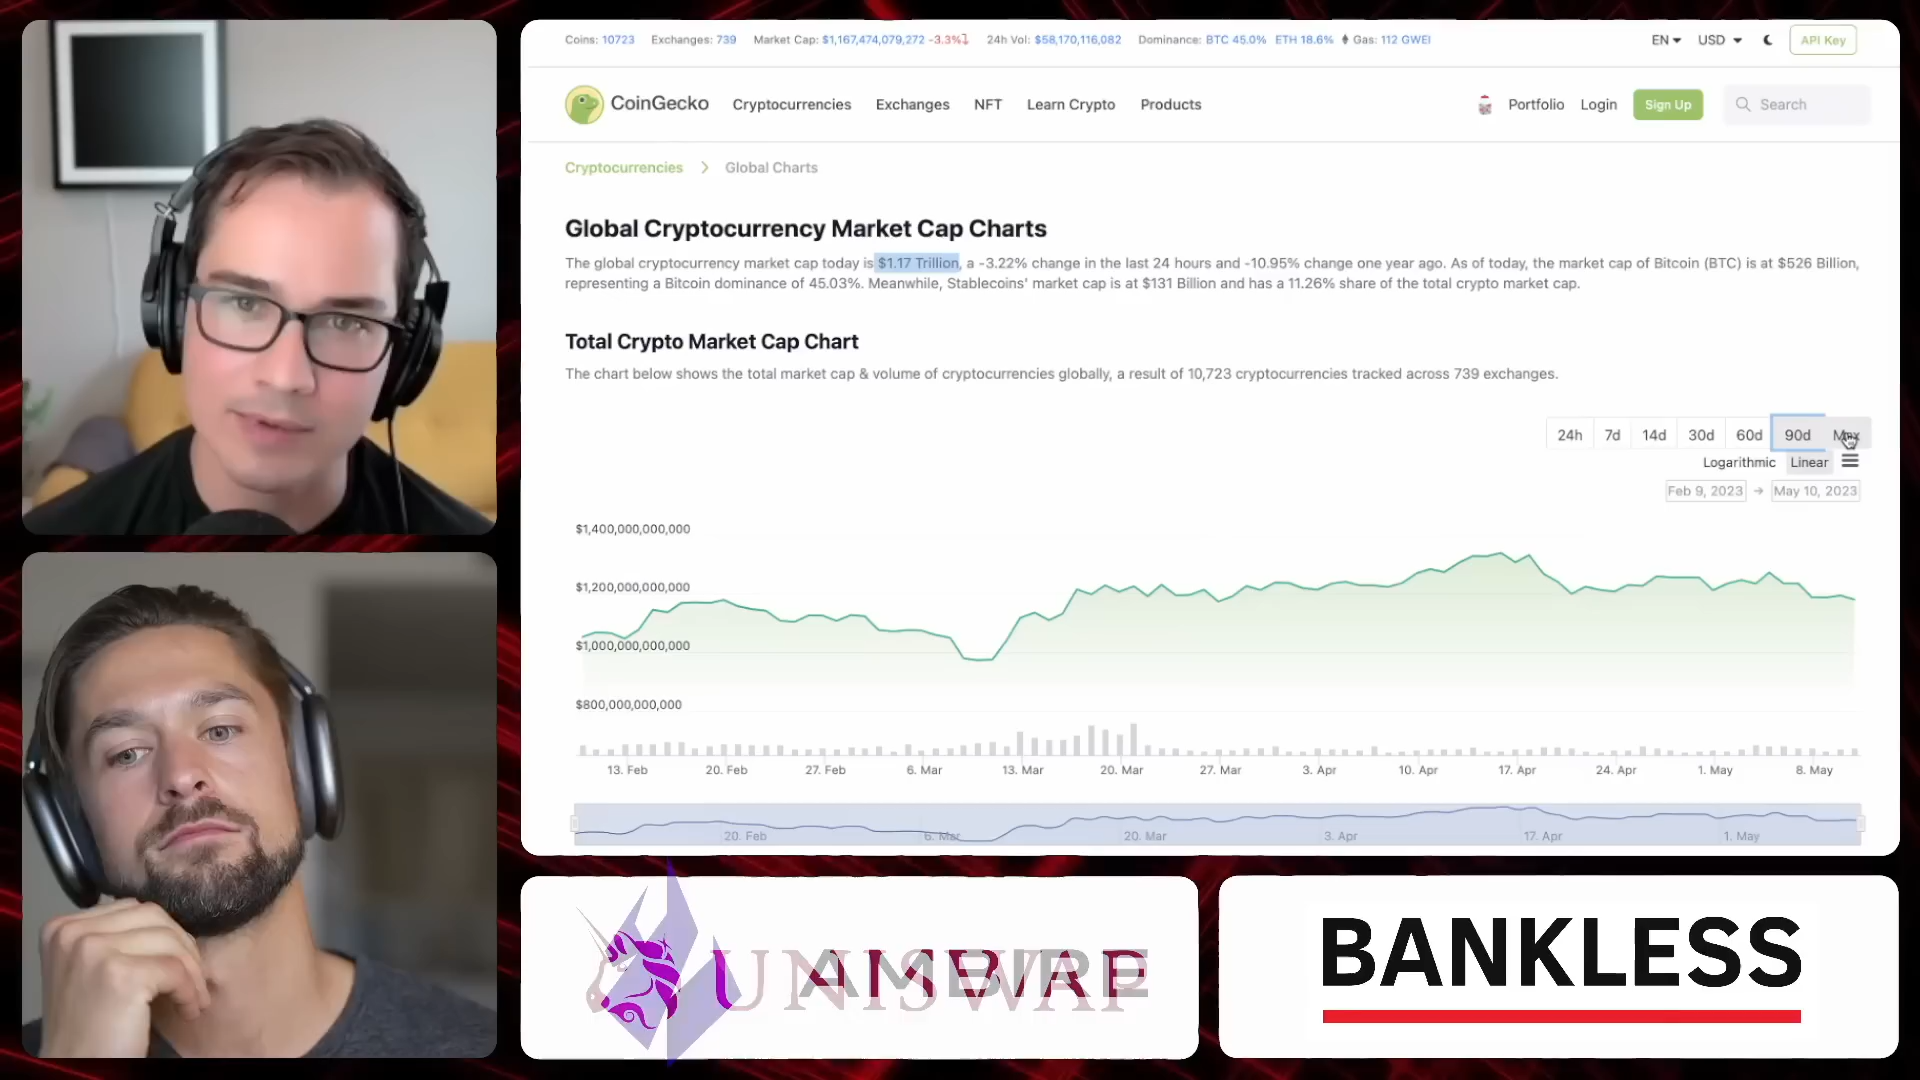 Coins: 10723 Exchanges: 739 Market Cap: $1,167,474,079,272 -3.3% 24h Vol: $58,170,116,082 Dominance: BTC 45.0% ETH 18.6% Gas: 112 GWEI EN USD API Key
CoinGecko Cryptocurrencies Exchanges NFT Learn Crypto Products Portfolio Login Sign Up Search
Cryptocurrencies > Global Charts
Global Cryptocurrency Market Cap Charts
The global cryptocurrency market cap today is $1.17 Trillion, a -3.22% change in the last 24 hours and -10.95% change one year ago. As of today, the market cap of Bitcoin (BTC) is at $526 Billion,
representing a Bitcoin dominance of 45.03%. Meanwhile, Stablecoins' market cap is at $131 Billion and has a 11.26% share of the total crypto market cap.
Total Crypto Market Cap Chart
The chart below shows the total market cap & volume of cryptocurrencies globally, a result of 10,723 cryptocurrencies tracked across 739 exchanges.
24h 7d 14d 30d 60d 90d Max
Logarithmic Linear
Feb 9, 2023 → May 10, 2023
$1,400,000,000,000
$1,200,000,000,000
$1,000,000,000,000
$800,000,000,000
13. Feb 20. Feb 27. Feb 6. Mar 13. Mar 20. Mar 27. Mar 3. Apr 10. Apr 17. Apr 24. Apr 1. May 8. May
20. Feb 6. Mar 20. Mar 3. Apr 17. Apr 1. May
UNISWAP
AMBIRE
BANKLESS